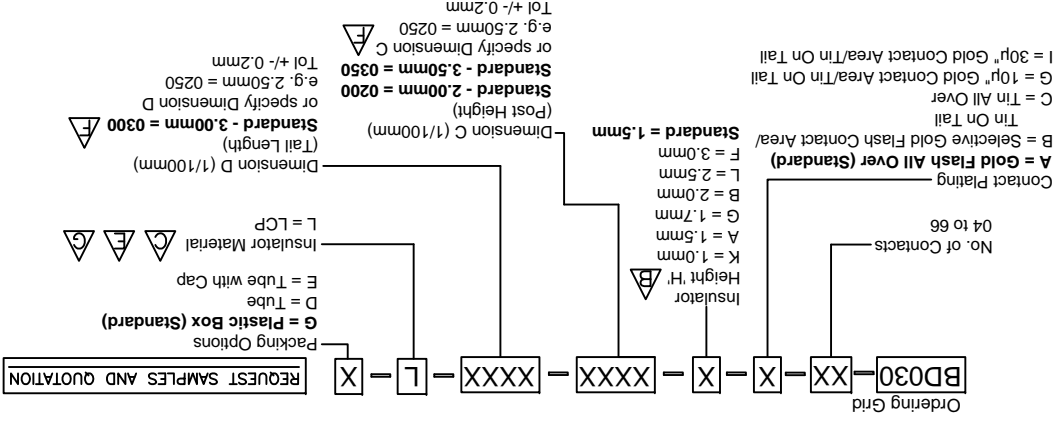 Ordering Grid
BD030 – XX – X – X – XXXX – XXXX – L – X
REQUEST SAMPLES AND QUOTATION
No. of Contacts
04 to 66
Contact Plating
A = Gold Flash All Over (Standard)
B = Selective Gold Flash Contact Area/
Tin On Tail
C = Tin All Over
G = 10µ" Gold Contact Area/Tin On Tail
I = 30µ" Gold Contact Area/Tin On Tail
Insulator
Height 'H'
B
K = 1.0mm
A = 1.5mm
G = 1.7mm
B = 2.0mm
L = 2.5mm
F = 3.0mm
Standard = 1.5mm
Dimension C (1/100mm)
(Post Height)
Standard - 2.00mm = 0200
Standard - 3.50mm = 0350
or specify Dimension C
e.g. 2.50mm = 0250
Tol -/+ 0.2mm
F
Dimension D (1/100mm)
(Tail Length)
Standard - 3.00mm = 0300
or specify Dimension D
e.g. 2.50mm = 0250
Tol +/- 0.2mm
F
Insulator Material
L = LCP
C E G
Packing Options
G = Plastic Box (Standard)
D = Tube
E = Tube with Cap